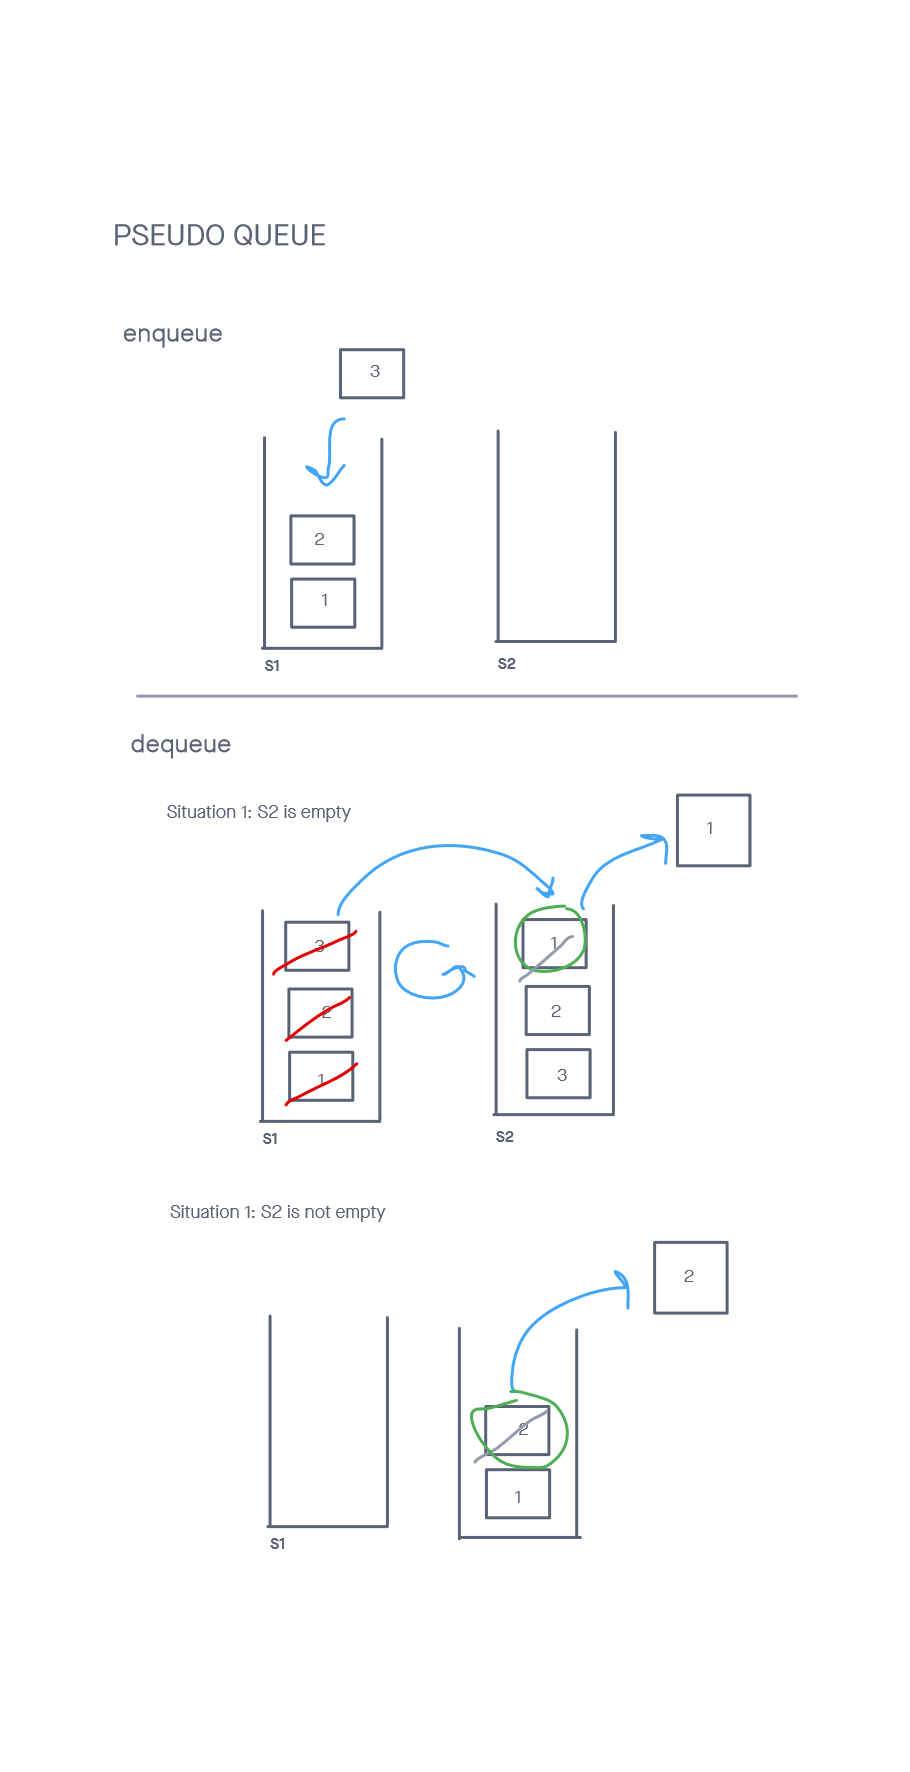 PSEUDO QUEUE
enqueue
3
2
1
S1
S2
dequeue
Situation 1: S2 is empty
1
3
1
2
2
1
3
S1
S2
Situation 1: S2 is not empty
2
2
1
S1